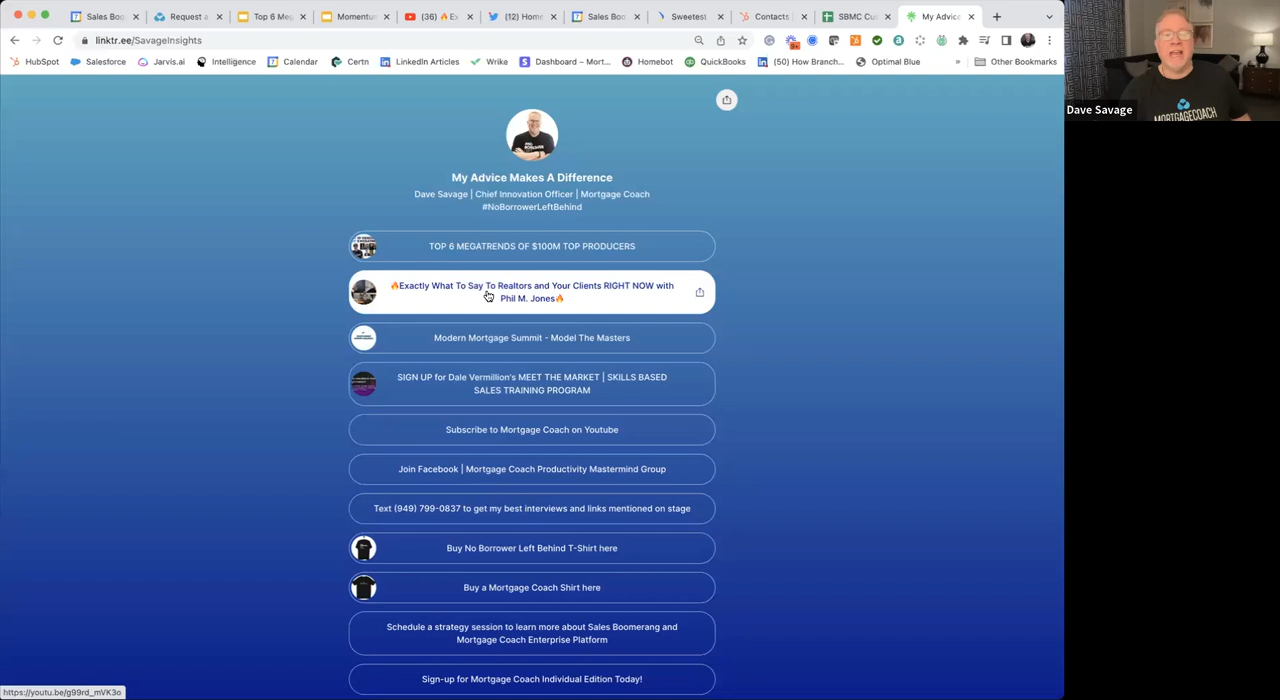 Sales Boo
Request a
Top 6 Meg
Momentum
(36) 🔥 Ex
(12) Home
Sales Boo
Sweetest
Contacts
SBMC Cu
My Advice
linktr.ee/SavageInsights
HubSpot
Salesforce
Jarvis.ai
Intelligence
Calendar
Certn
LinkedIn Articles
Wrike
Dashboard – Mort...
Homebot
QuickBooks
(50) How Branch...
Optimal Blue
»
Other Bookmarks
MORTGAGECOACH
Dave Savage
My Advice Makes A Difference
Dave Savage | Chief Innovation Officer | Mortgage Coach
#NoBorrowerLeftBehind
TOP 6 MEGATRENDS OF $100M TOP PRODUCERS
🔥Exactly What To Say To Realtors and Your Clients RIGHT NOW with
Phil M. Jones🔥
Modern Mortgage Summit - Model The Masters
SIGN UP for Dale Vermillion's MEET THE MARKET | SKILLS BASED
SALES TRAINING PROGRAM
Subscribe to Mortgage Coach on Youtube
Join Facebook | Mortgage Coach Productivity Mastermind Group
Text (949) 799-0837 to get my best interviews and links mentioned on stage
Buy No Borrower Left Behind T-Shirt here
Buy a Mortgage Coach Shirt here
Schedule a strategy session to learn more about Sales Boomerang and
Mortgage Coach Enterprise Platform
Sign-up for Mortgage Coach Individual Edition Today!
https://youtu.be/g99rd_mVK3o